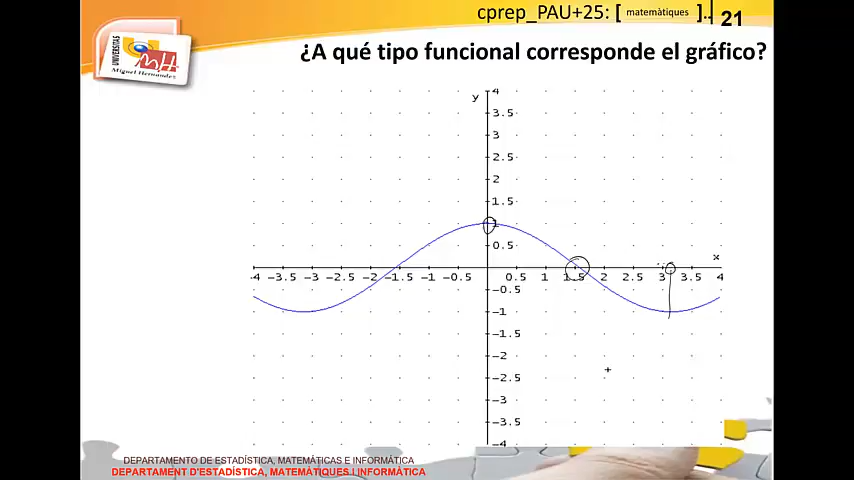 cprep_PAU+25: [ matemàtiques ].. 21
UNIVERSITAS
Miguel Hernández
¿A qué tipo funcional corresponde el gráfico?
y
4
3.5
3
2.5
2
1.5
1
0.5
x
-4 -3.5 -3 -2.5 -2 -1.5 -1 -0.5 0.5 1 1.5 2 2.5 3 3.5 4
-0.5
-1
-1.5
-2
-2.5
-3
-3.5
-4
DEPARTAMENTO DE ESTADÍSTICA, MATEMÁTICAS E INFORMÁTICA
DEPARTAMENT D'ESTADÍSTICA, MATEMÀTIQUES I INFORMÀTICA